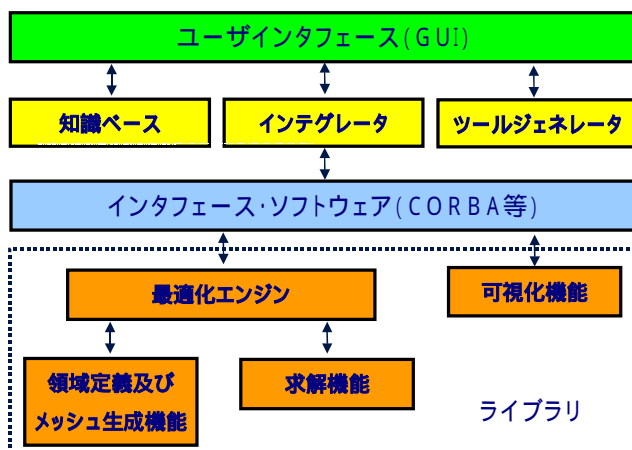 ユーザインタフェース(GUI)
知識ベース
インテグレータ
ツールジェネレータ
インタフェース・ソフトウェア(CORBA等)
最適化エンジン
可視化機能
領域定義及び
メッシュ生成機能
求解機能
ライブラリ